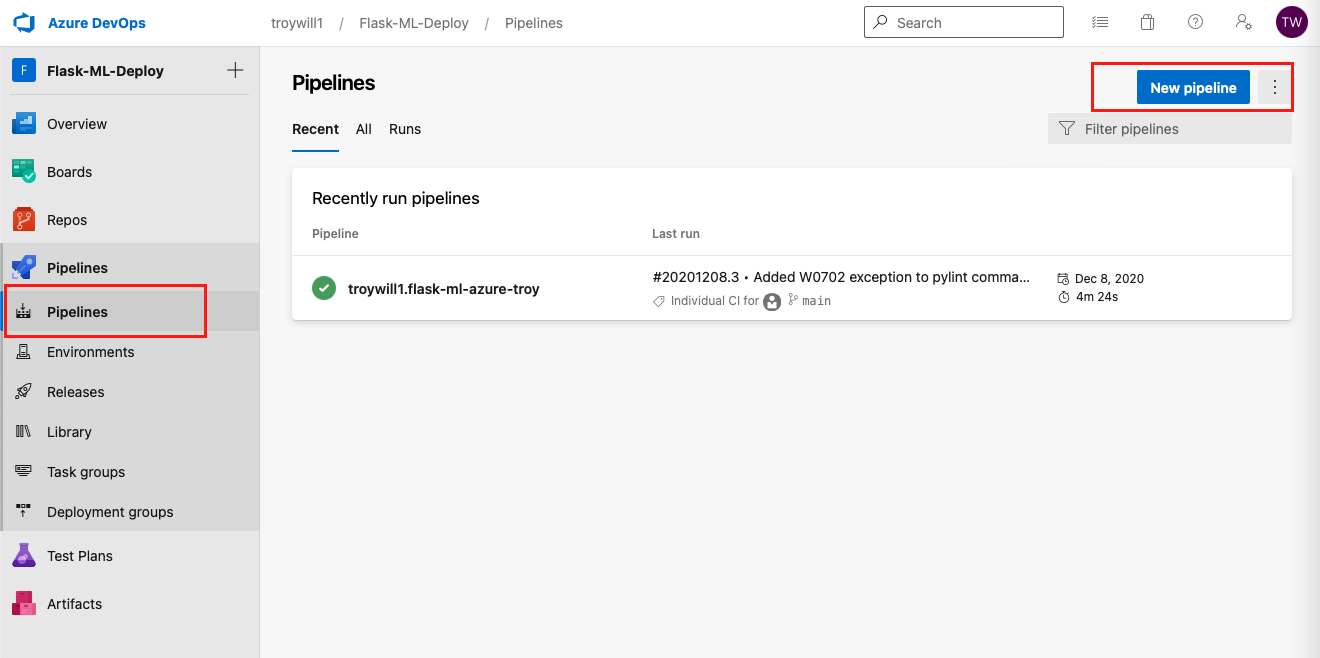 Azure DevOps
troywill1 / Flask-ML-Deploy / Pipelines
Search
TW
F Flask-ML-Deploy
Overview
Boards
Repos
Pipelines
Pipelines
Environments
Releases
Library
Task groups
Deployment groups
Test Plans
Artifacts
Pipelines
New pipeline
Recent All Runs
Filter pipelines
Recently run pipelines
Pipeline Last run
troywill1.flask-ml-azure-troy
#20201208.3 • Added W0702 exception to pylint comma...
Individual CI for main
Dec 8, 2020
4m 24s